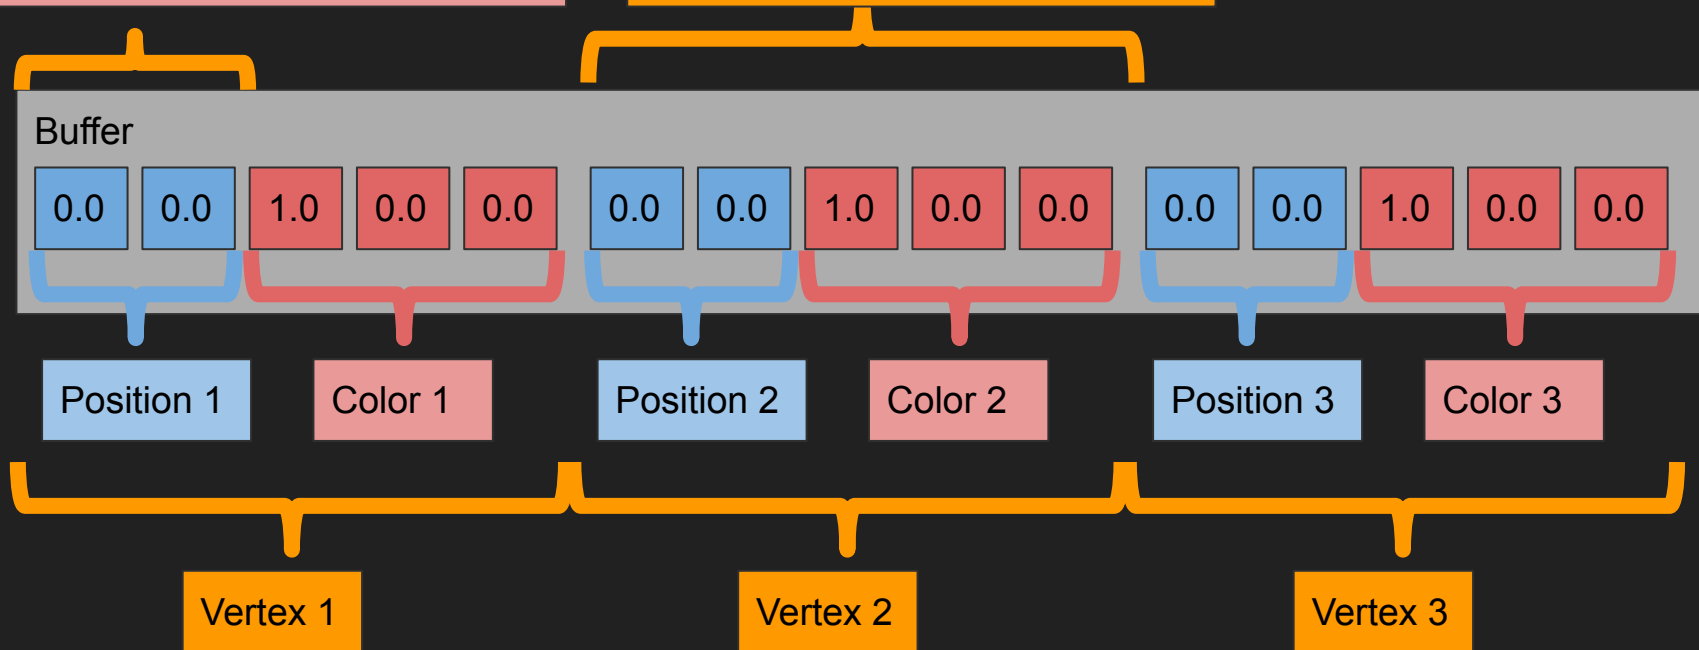 Buffer
0.0 0.0 1.0 0.0 0.0 0.0 0.0 1.0 0.0 0.0 0.0 0.0 1.0 0.0 0.0
Position 1 Color 1 Position 2 Color 2 Position 3 Color 3
Vertex 1 Vertex 2 Vertex 3